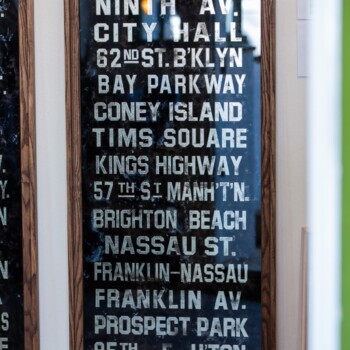 NINTH AV.
CITY HALL
62ND ST. B'KLYN
BAY PARKWAY
CONEY ISLAND
TIMS SQUARE
KINGS HIGHWAY
57TH ST MANH'T'N.
BRIGHTON BEACH
NASSAU ST.
FRANKLIN-NASSAU
FRANKLIN AV.
PROSPECT PARK